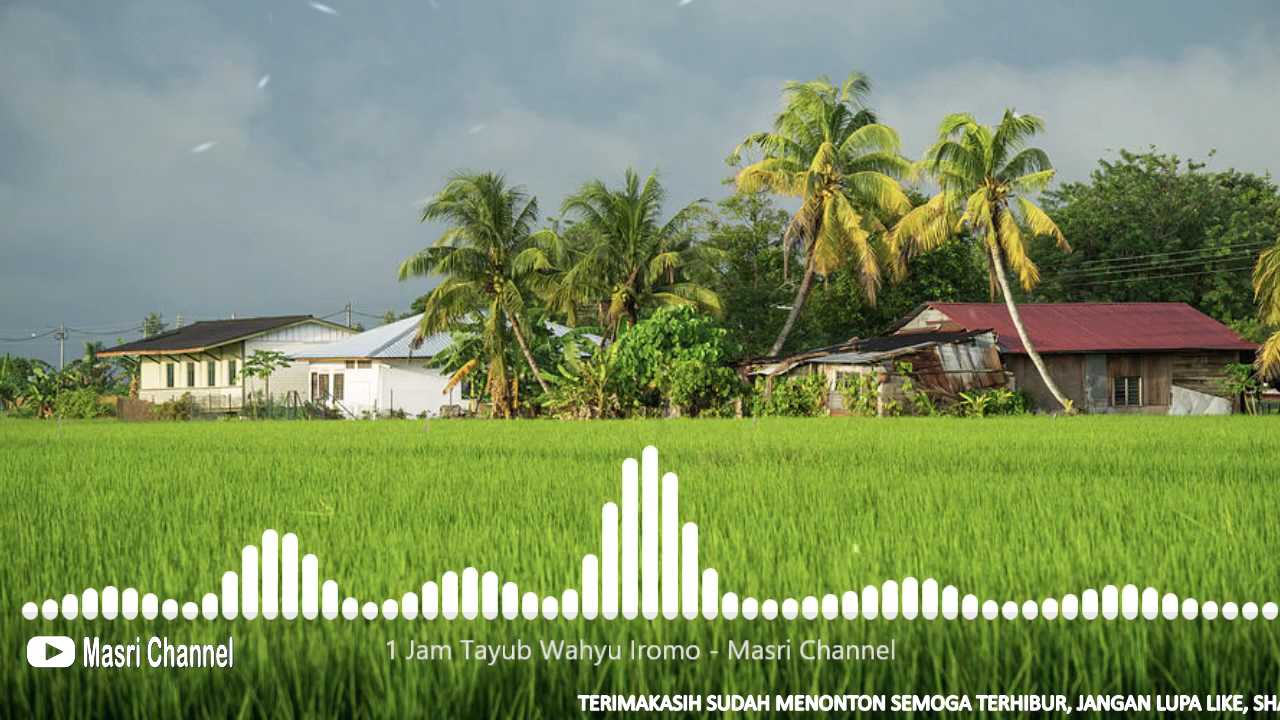 Masri Channel
1 Jam Tayub Wahyu Iromo - Masri Channel
TERIMAKASIH SUDAH MENONTON SEMOGA TERHIBUR, JANGAN LUPA LIKE,